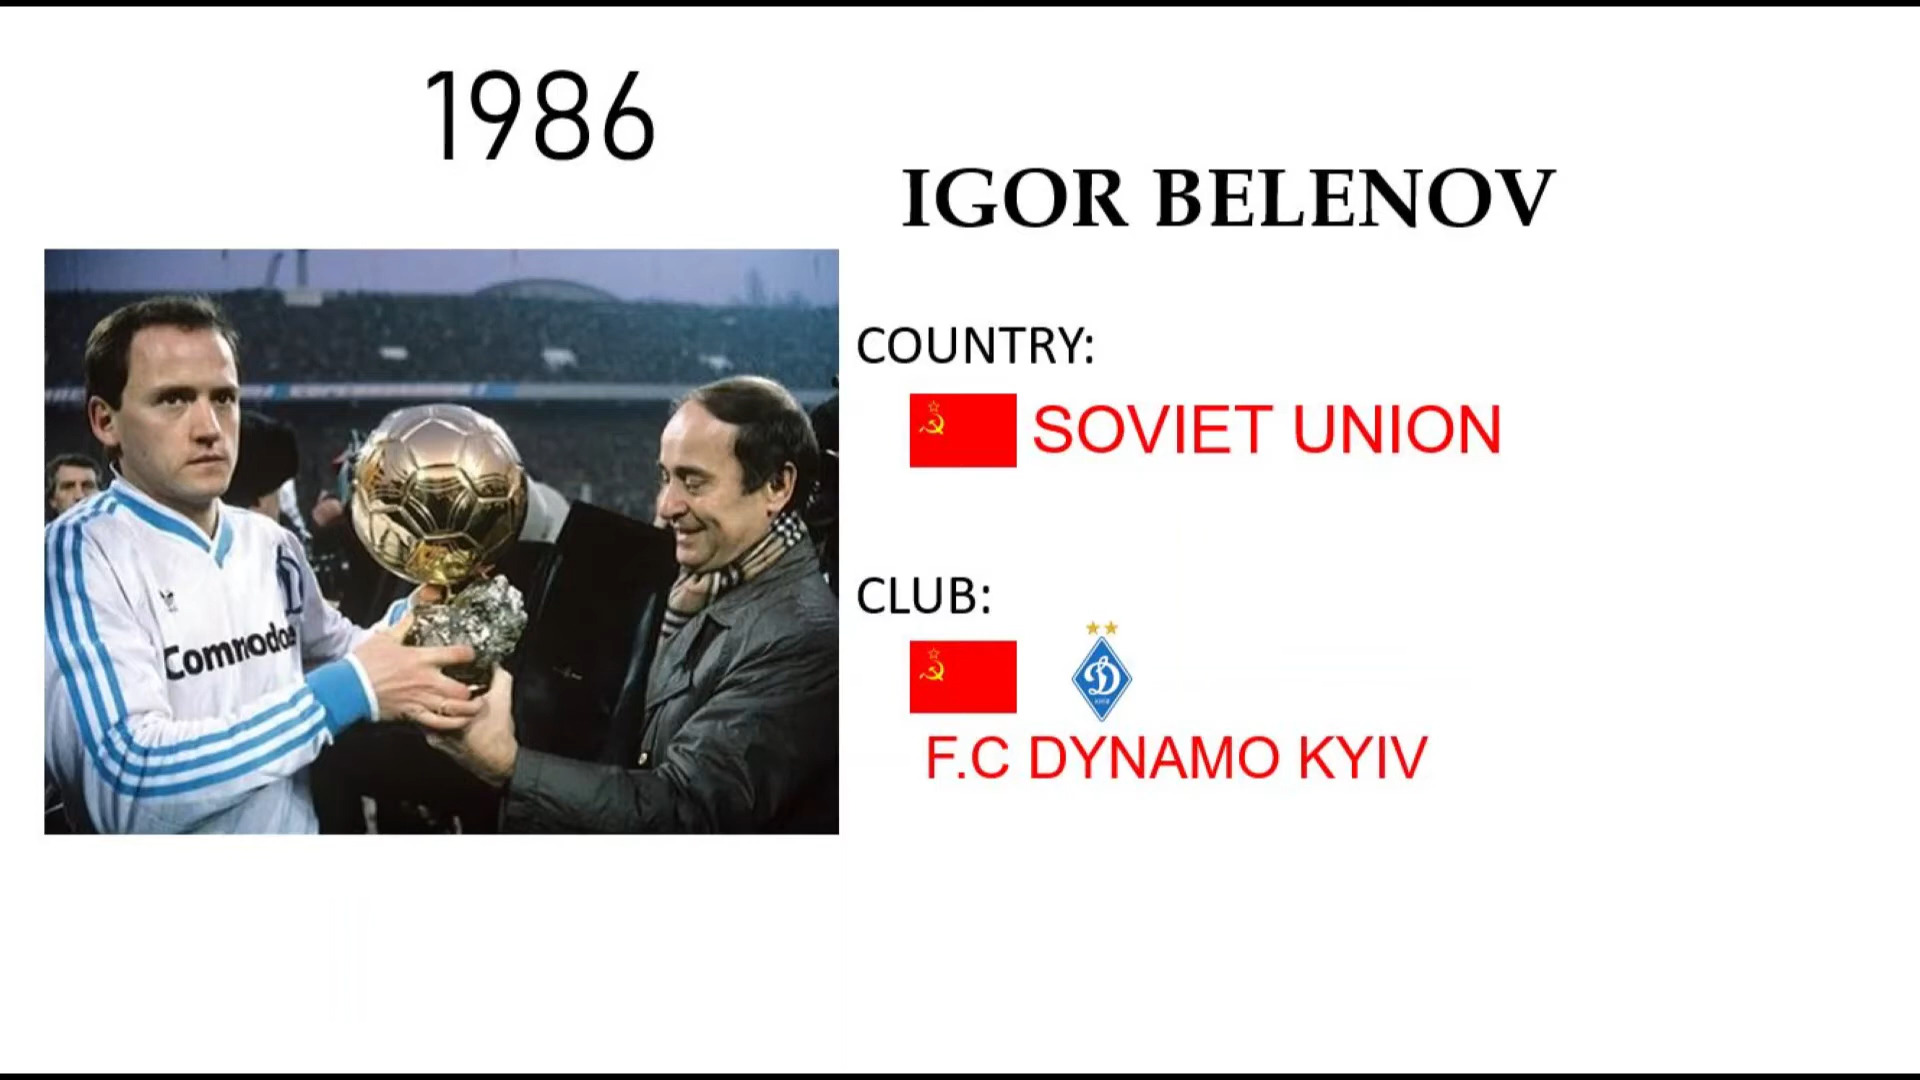 1986
IGOR BELENOV
COUNTRY:
SOVIET UNION
CLUB:
F.C DYNAMO KYIV
Commodore